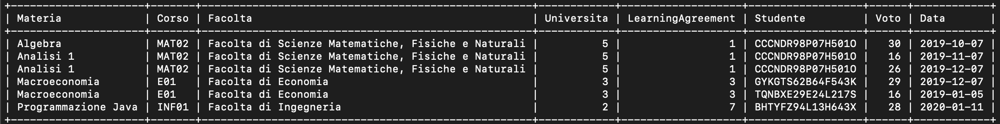 | Materia | Corso | Facolta | Universita | LearningAgreement | Studente | Voto | Data |
| Algebra | MAT02 | Facolta di Scienze Matematiche, Fisiche e Naturali | 5 | 1 | CCCNDR98P07H501O | 30 | 2019-10-07 |
| Analisi 1 | MAT02 | Facolta di Scienze Matematiche, Fisiche e Naturali | 5 | 1 | CCCNDR98P07H501O | 16 | 2019-11-07 |
| Analisi 1 | MAT02 | Facolta di Scienze Matematiche, Fisiche e Naturali | 5 | 1 | CCCNDR98P07H501O | 26 | 2019-12-07 |
| Macroeconomia | E01 | Facolta di Economia | 3 | 3 | GYKGTS62B64F543K | 29 | 2019-12-07 |
| Macroeconomia | E01 | Facolta di Economia | 3 | 3 | TQNBXE29E24L217S | 16 | 2019-01-05 |
| Programmazione Java | INF01 | Facolta di Ingegneria | 2 | 7 | BHTYFZ94L13H643X | 28 | 2020-01-11 |